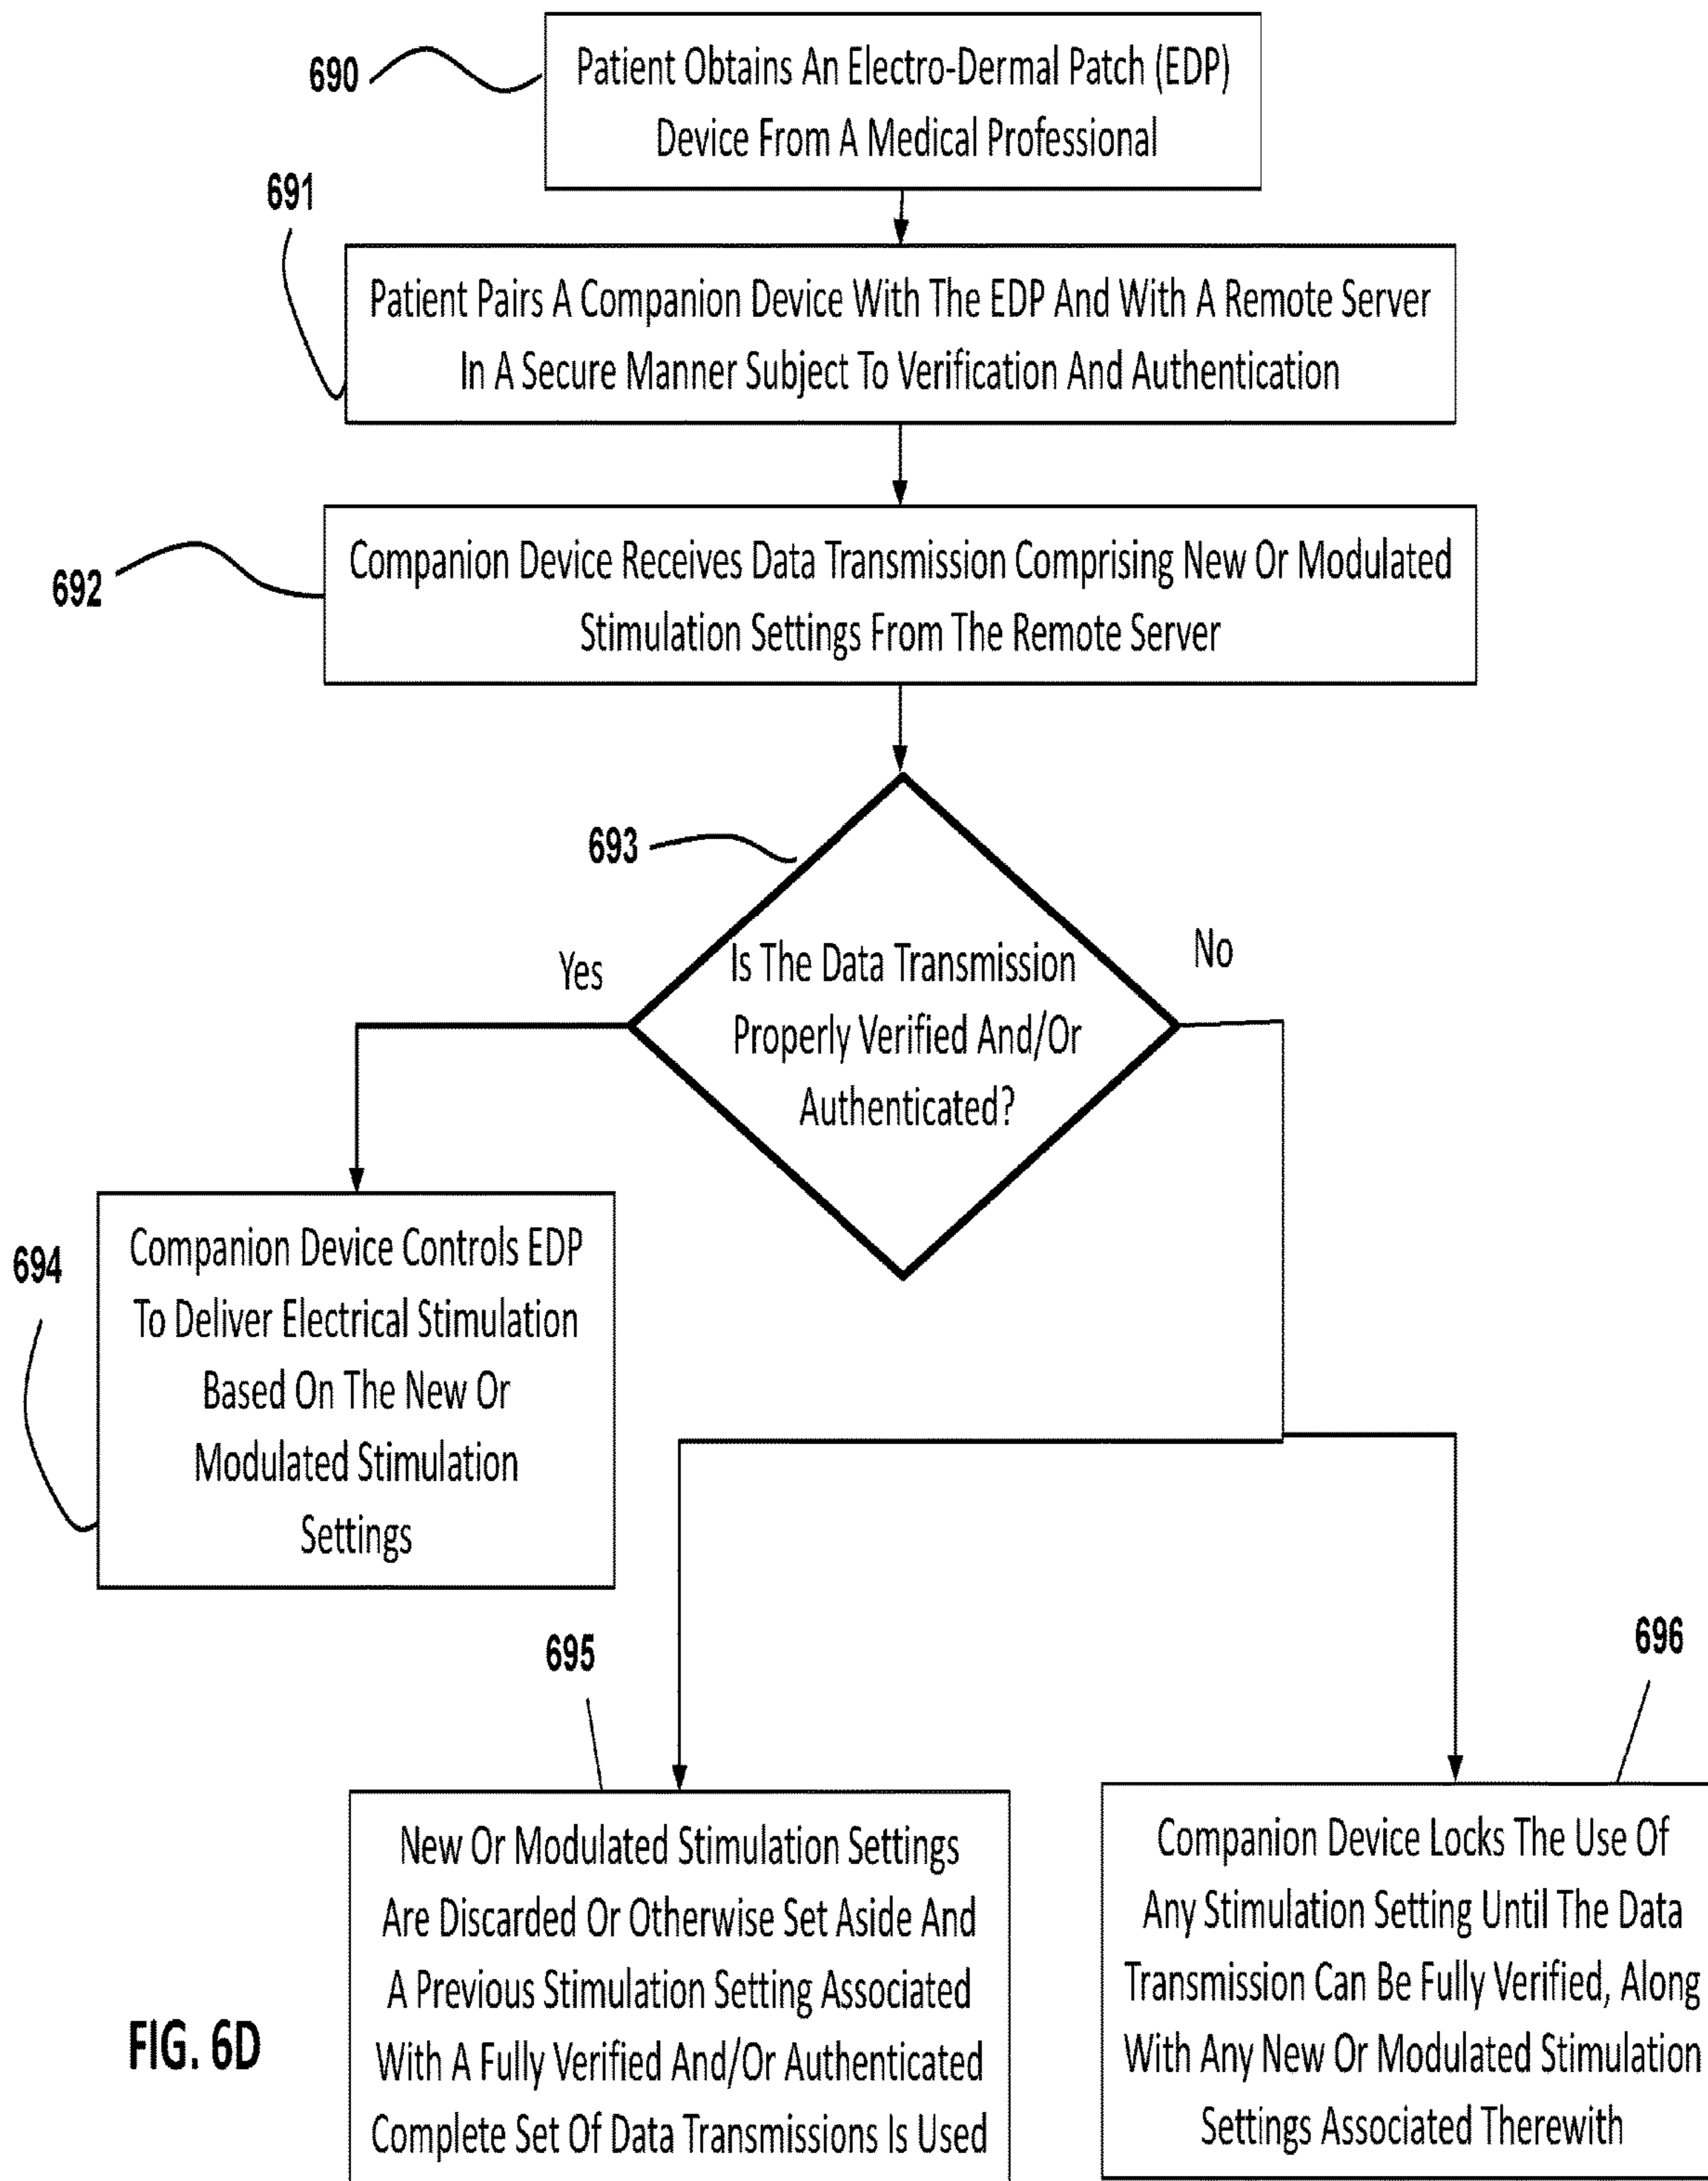 690
Patient Obtains An Electro-Dermal Patch (EDP)
Device From A Medical Professional
691
Patient Pairs A Companion Device With The EDP And With A Remote Server
In A Secure Manner Subject To Verification And Authentication
692
Companion Device Receives Data Transmission Comprising New Or Modulated
Stimulation Settings From The Remote Server
693
Is The Data Transmission
Properly Verified And/Or
Authenticated?
Yes
No
694
Companion Device Controls EDP
To Deliver Electrical Stimulation
Based On The New Or
Modulated Stimulation
Settings
695
New Or Modulated Stimulation Settings
Are Discarded Or Otherwise Set Aside And
A Previous Stimulation Setting Associated
With A Fully Verified And/Or Authenticated
Complete Set Of Data Transmissions Is Used
696
Companion Device Locks The Use Of
Any Stimulation Setting Until The Data
Transmission Can Be Fully Verified, Along
With Any New Or Modulated Stimulation
Settings Associated Therewith
FIG. 6D